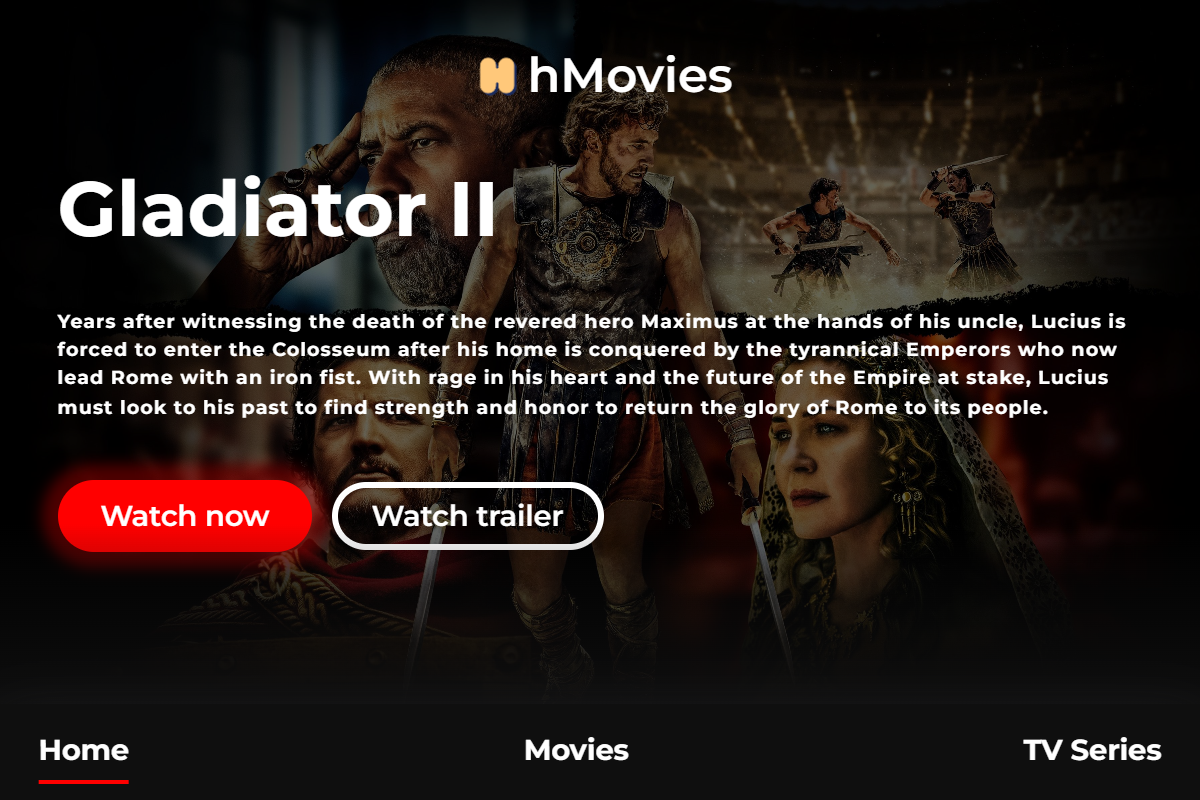 hMovies
Gladiator II
Years after witnessing the death of the revered hero Maximus at the hands of his uncle, Lucius is
forced to enter the Colosseum after his home is conquered by the tyrannical Emperors who now
lead Rome with an iron fist. With rage in his heart and the future of the Empire at stake, Lucius
must look to his past to find strength and honor to return the glory of Rome to its people.
Watch now
Watch trailer
Home
Movies
TV Series